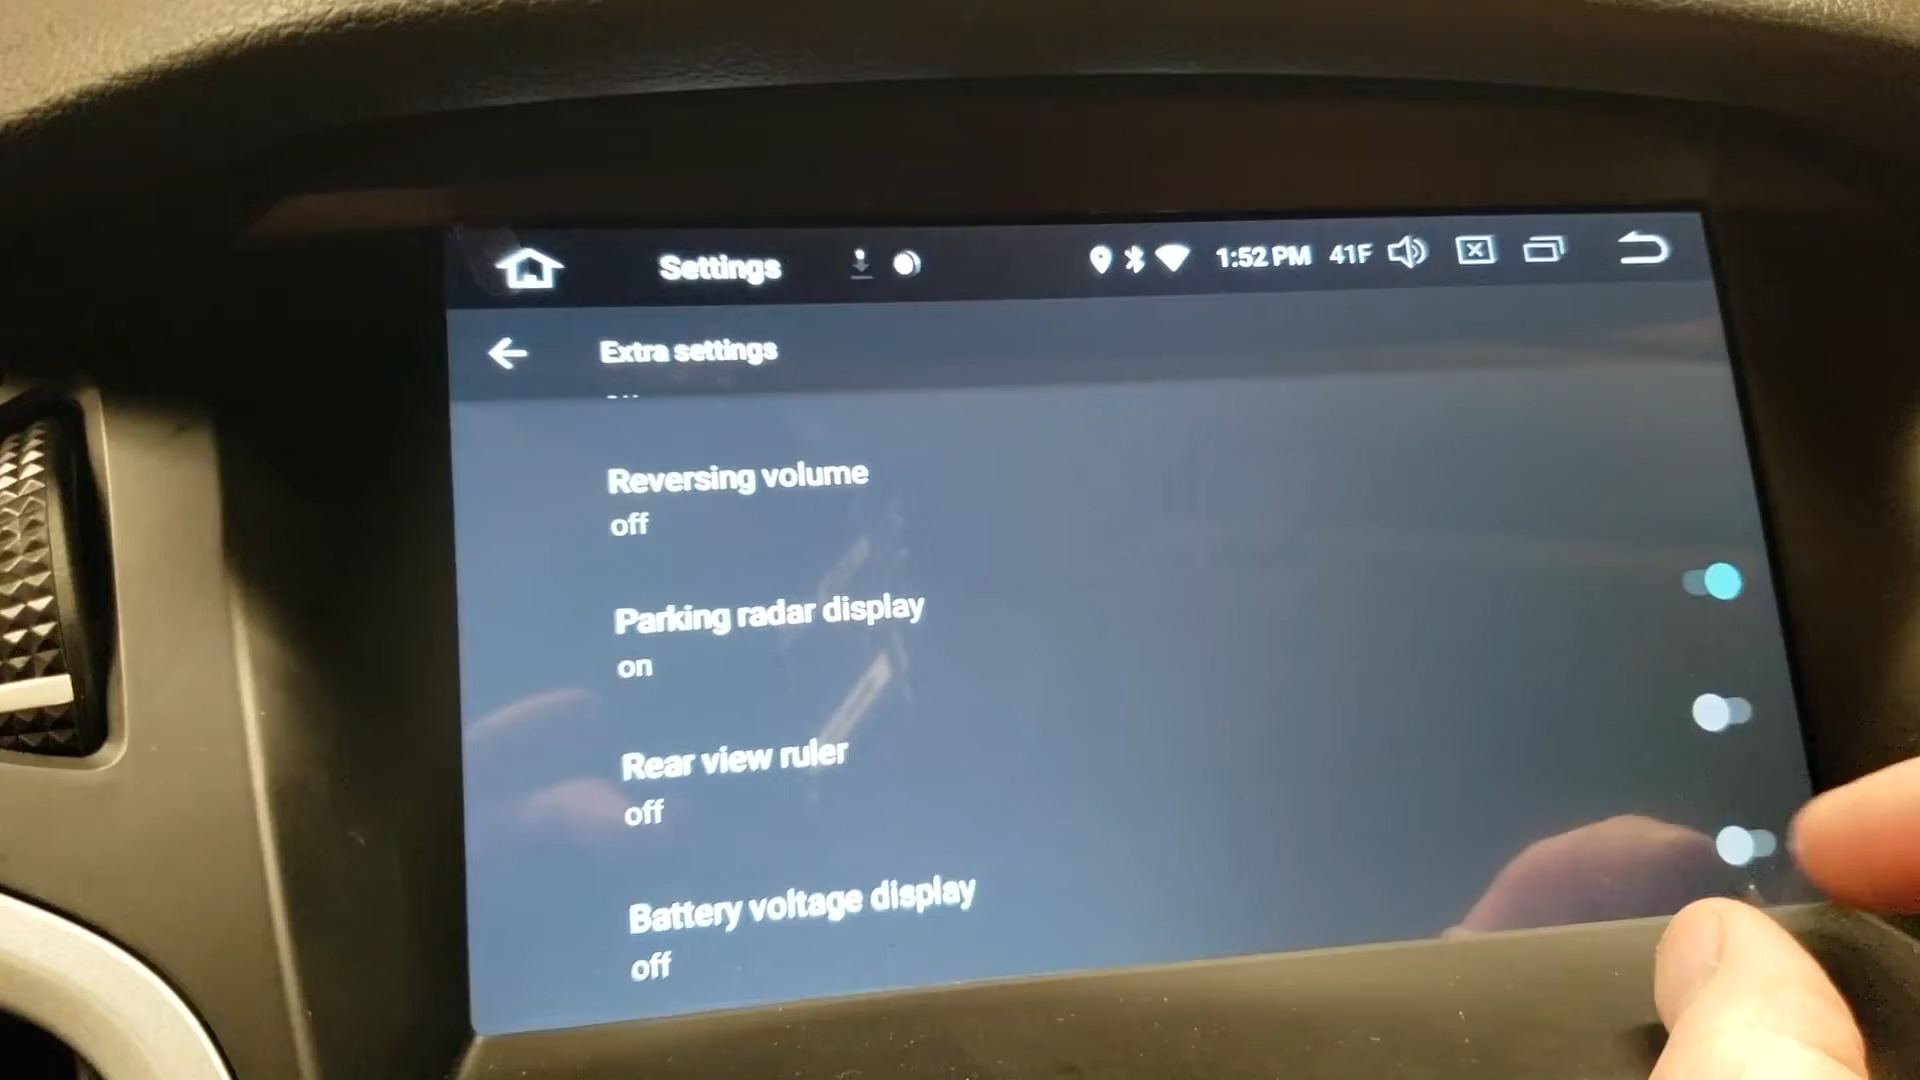 Settings 1:52 PM 41F
Extra settings
Reversing volume
off
Parking radar display
on
Rear view ruler
off
Battery voltage display
off